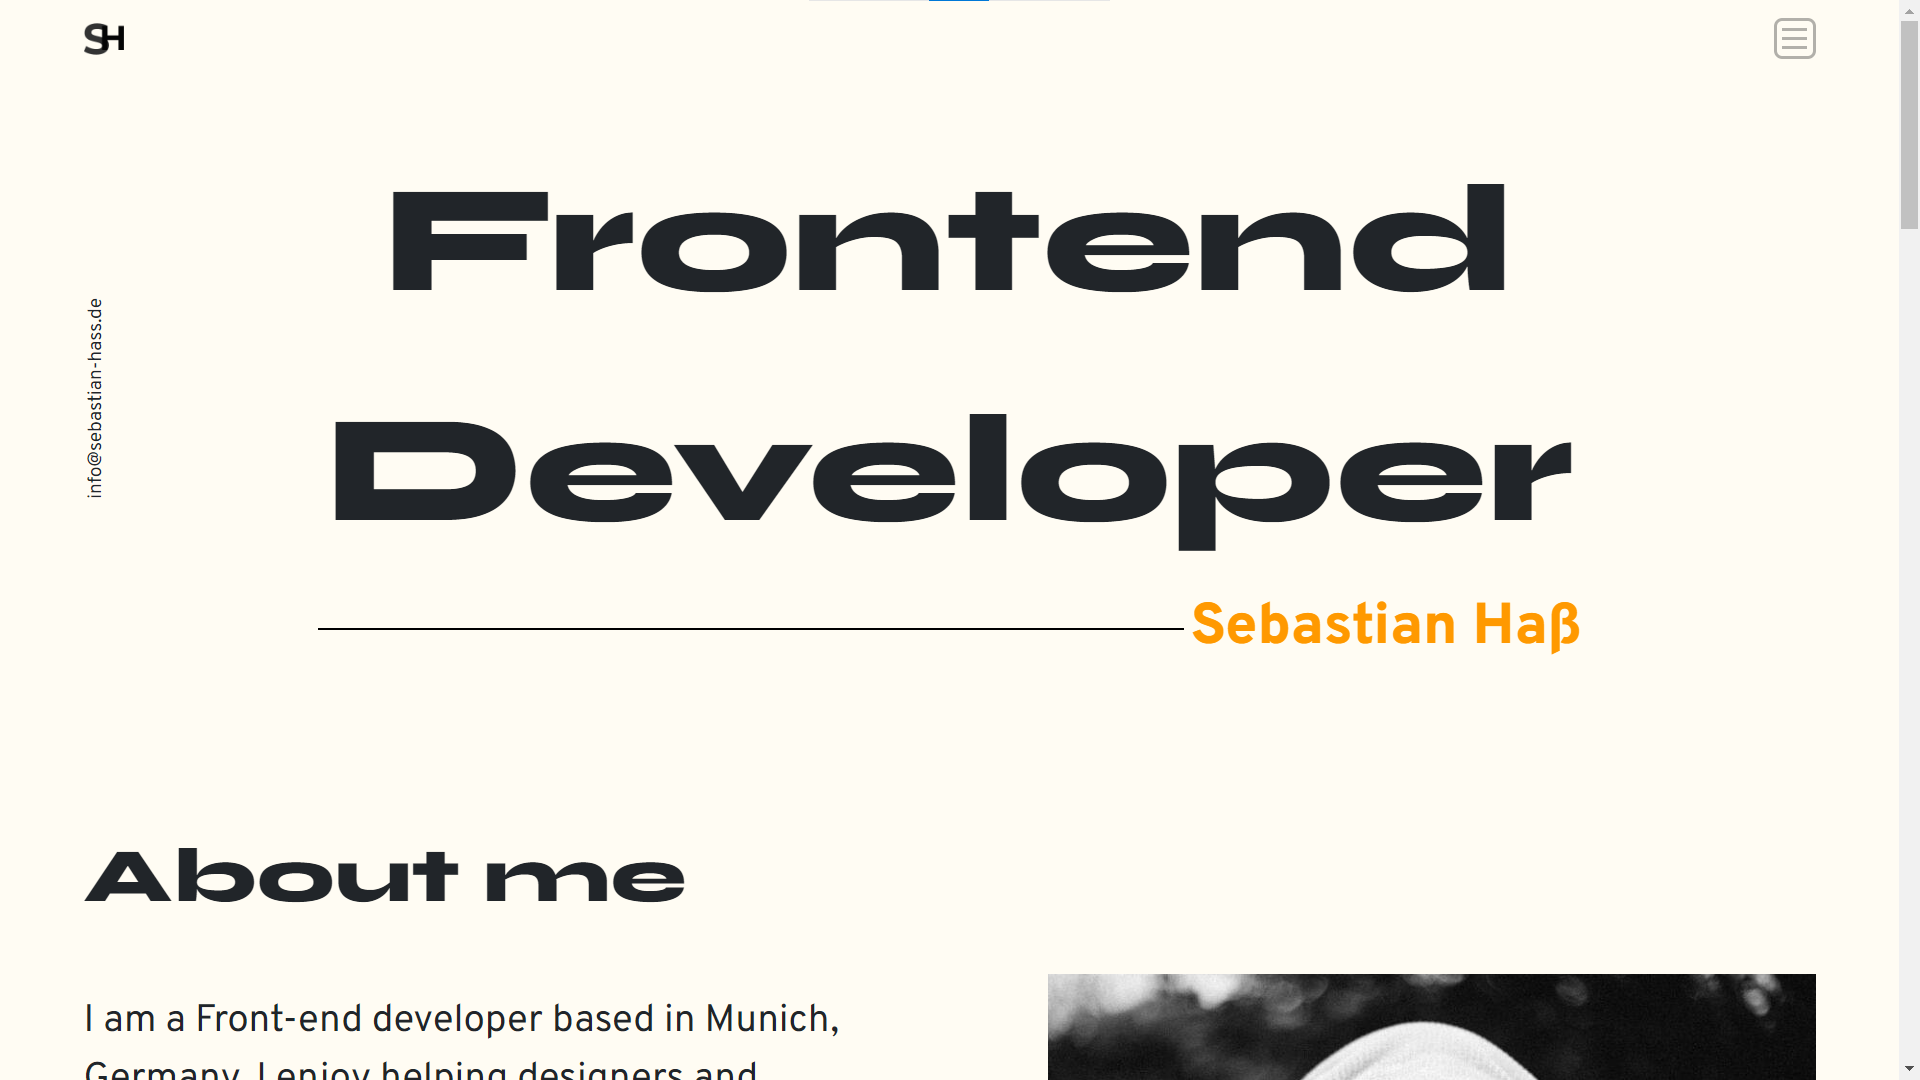 SH
Frontend
Developer
info@sebastian-hass.de
Sebastian Haß
About me
I am a Front-end developer based in Munich,
Germany. I enjoy helping designers and